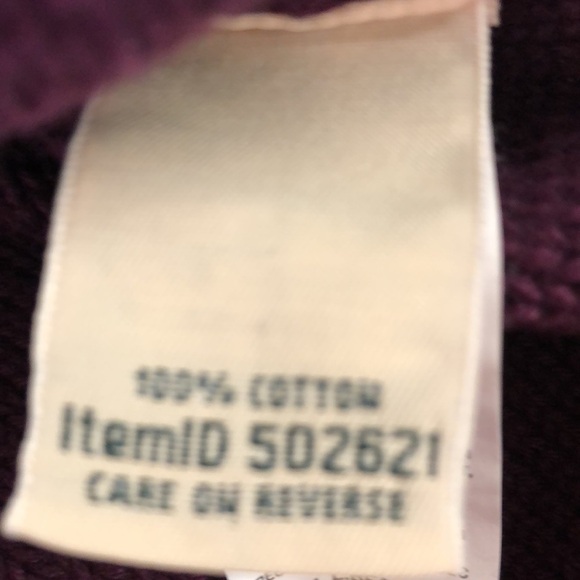 100% COTTON
ItemID 502621
CARE ON REVERSE